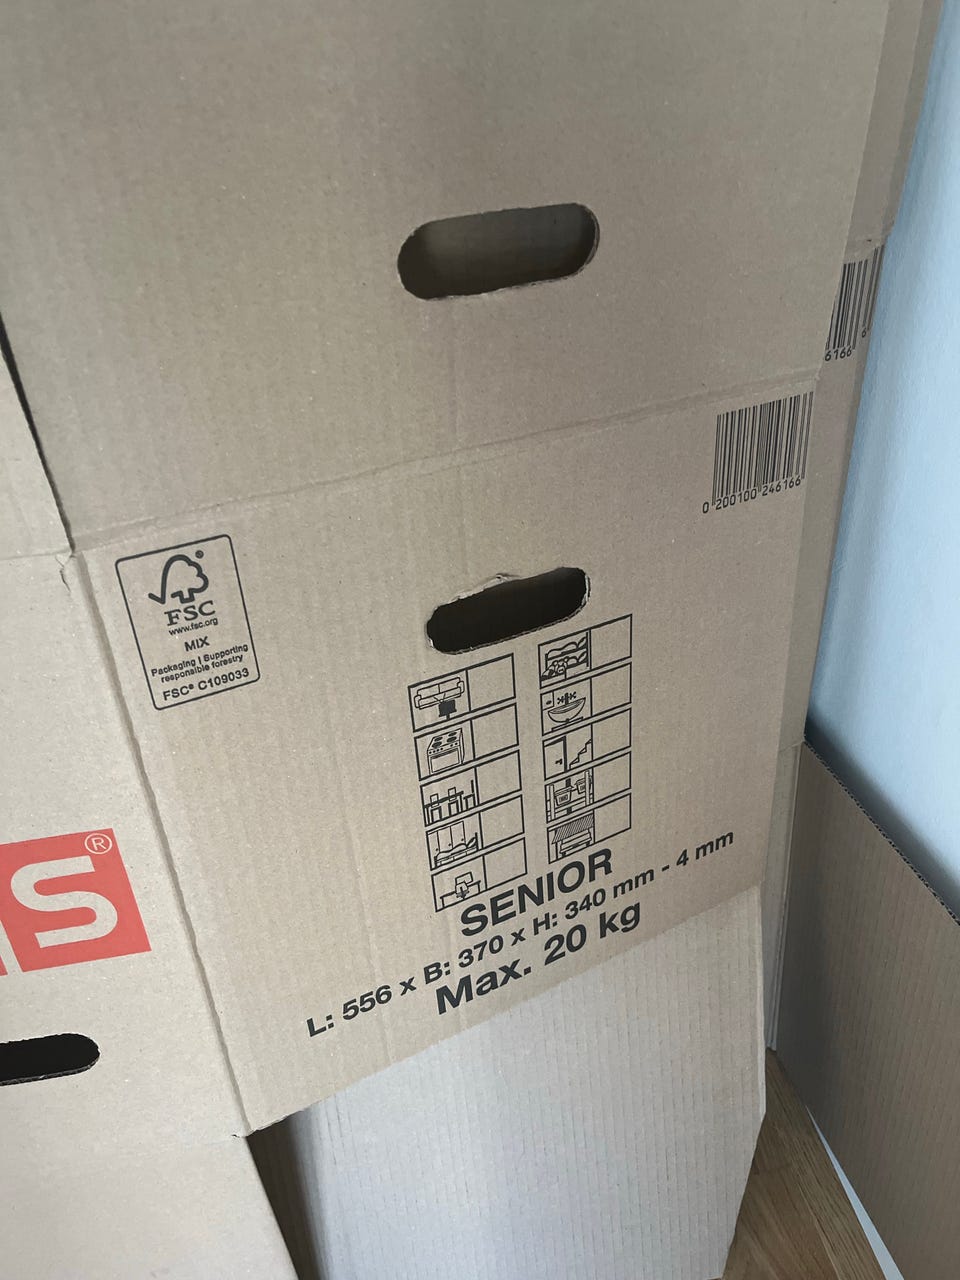 6166 6
0 200100 246166
FSC
www.fsc.org
MIX
Packaging | Supporting
responsible forestry
FSC® C109033
S®
SENIOR
L: 556 x B: 370 x H: 340 mm - 4 mm
Max. 20 kg